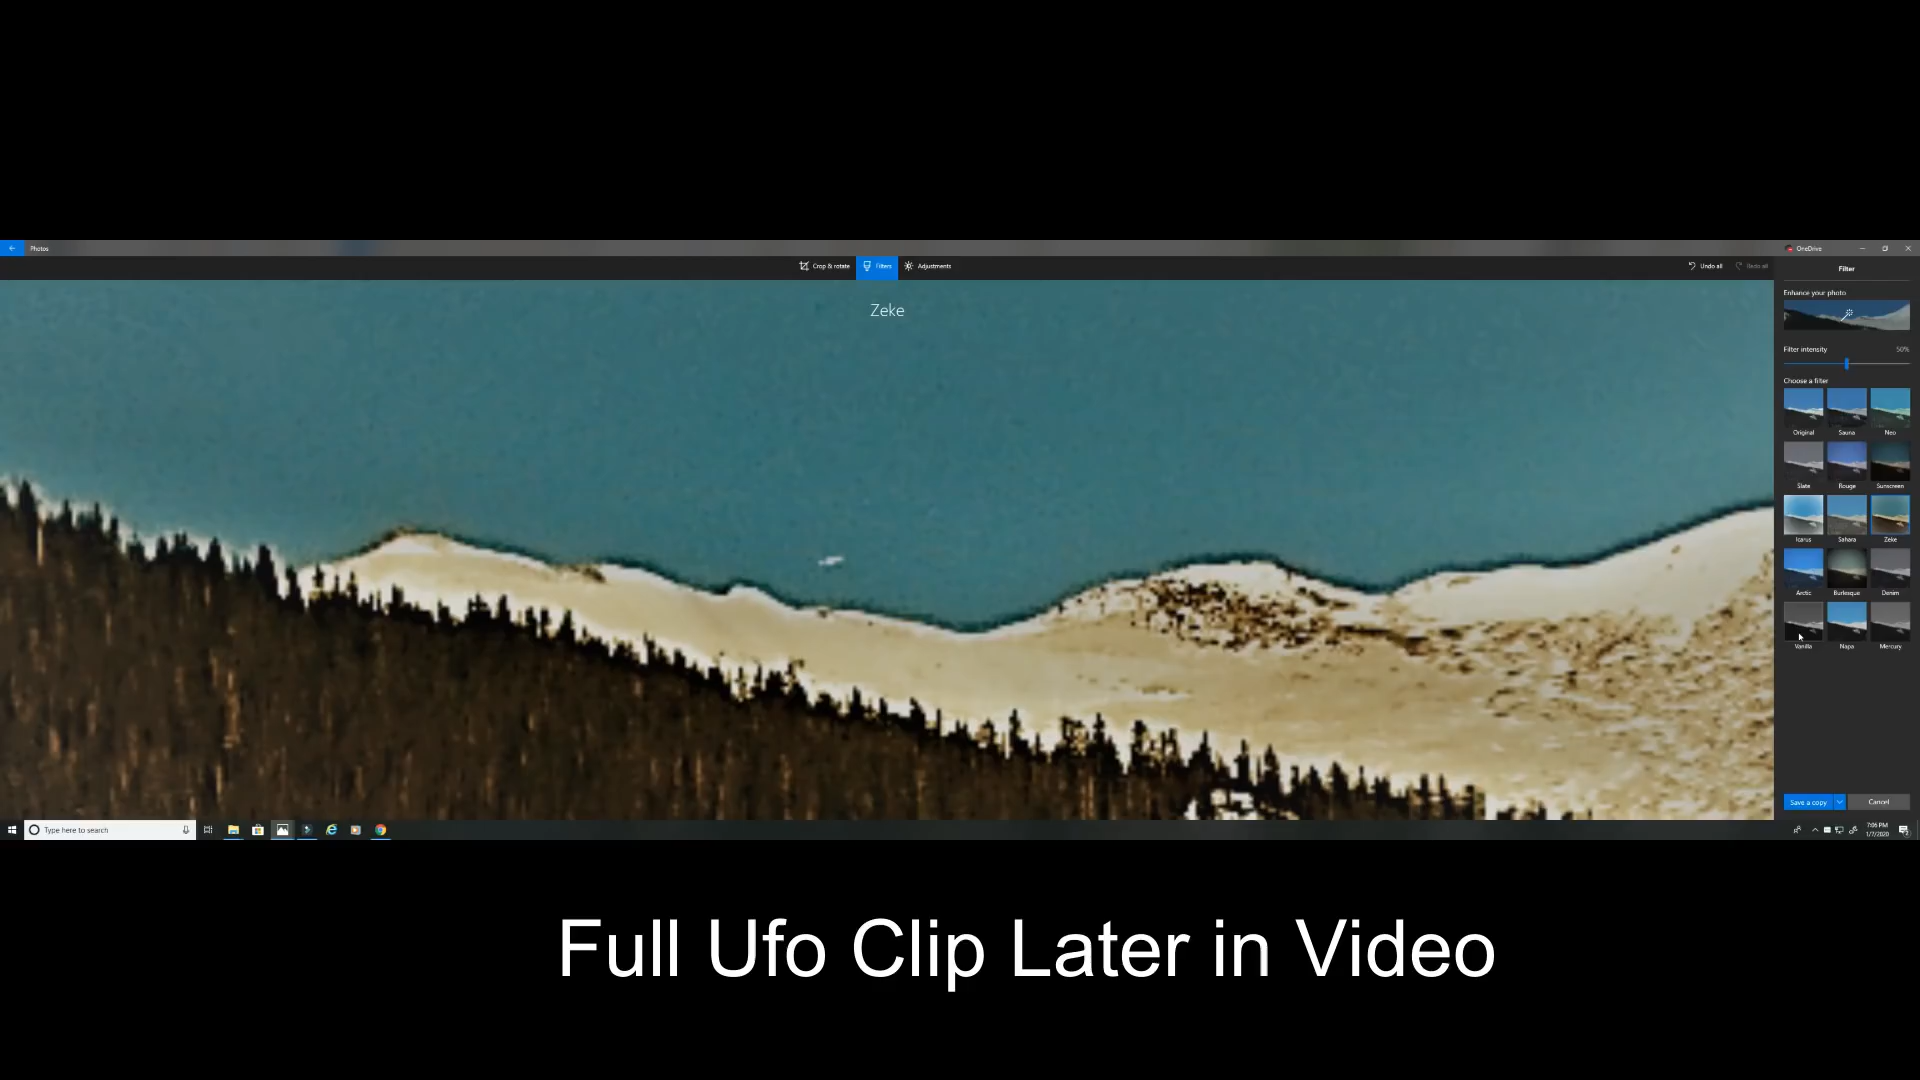 Photos
OneDrive
Crop & rotate
Filters
Adjustments
Undo all
Redo all
Filter
Zeke
Enhance your photo
Filter intensity
50%
Choose a filter
Original
Sauna
Neo
Slate
Rouge
Sunscreen
Icarus
Sahara
Zeke
Arctic
Burlesque
Denim
Vanilla
Napa
Mercury
Save a copy
Cancel
Type here to search
7:05 PM
1/7/2020
Full Ufo Clip Later in Video